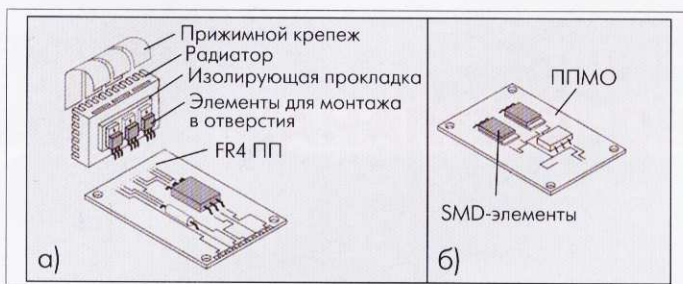 Прижимной крепеж
Радиатор
Изолирующая прокладка
Элементы для монтажа
в отверстия
FR4 ПП
а)
ППМО
SMD-элементы
б)